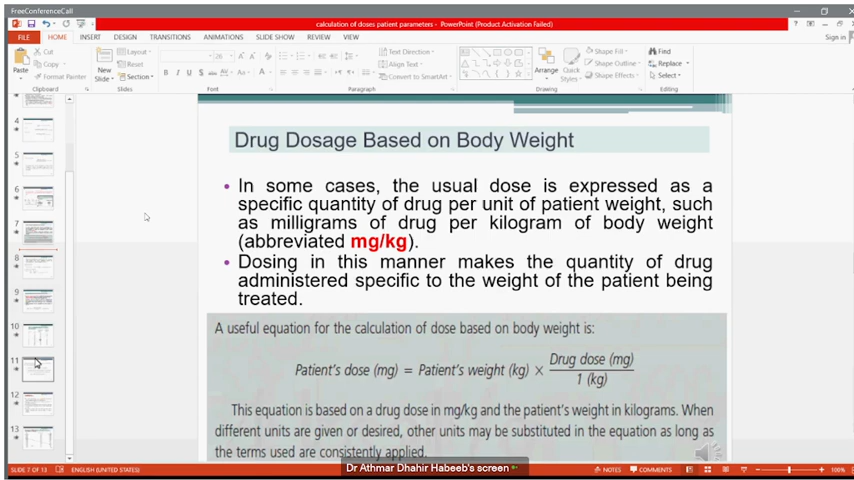 FreeConferenceCall
calculation of doses patient parameters - PowerPoint (Product Activation Failed)
FILE HOME INSERT DESIGN TRANSITIONS ANIMATIONS SLIDE SHOW REVIEW VIEW
Sign in
Paste
Cut
Copy
Format Painter
Clipboard
New
Slide
Layout
Reset
Section
Slides
Font
Text Direction
Align Text
Convert to SmartArt
Paragraph
Arrange
Quick
Styles
Shape Fill
Shape Outline
Shape Effects
Drawing
Find
Replace
Select
Editing
4
5
6
7
8
9
10
11
12
13
Drug Dosage Based on Body Weight
• In some cases, the usual dose is expressed as a
specific quantity of drug per unit of patient weight, such
as milligrams of drug per kilogram of body weight
(abbreviated mg/kg).
• Dosing in this manner makes the quantity of drug
administered specific to the weight of the patient being
treated.
A useful equation for the calculation of dose based on body weight is:
Patient's dose (mg) = Patient's weight (kg) × Drug dose (mg)
1 (kg)
This equation is based on a drug dose in mg/kg and the patient's weight in kilograms. When
different units are given or desired, other units may be substituted in the equation as long as
the terms used are consistently applied.
Dr Athmar Dhahir Habeeb's screen
SLIDE 7 OF 13 ENGLISH (UNITED STATES) NOTES COMMENTS 100%